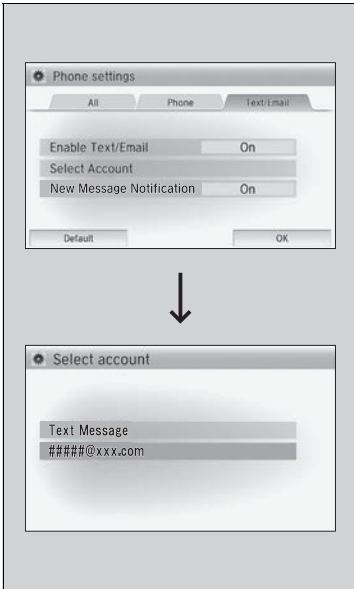 Phone settings
All Phone Text/Email
Enable Text/Email On
Select Account
New Message Notification On
Default OK
Select account
Text Message
#####@xxx.com